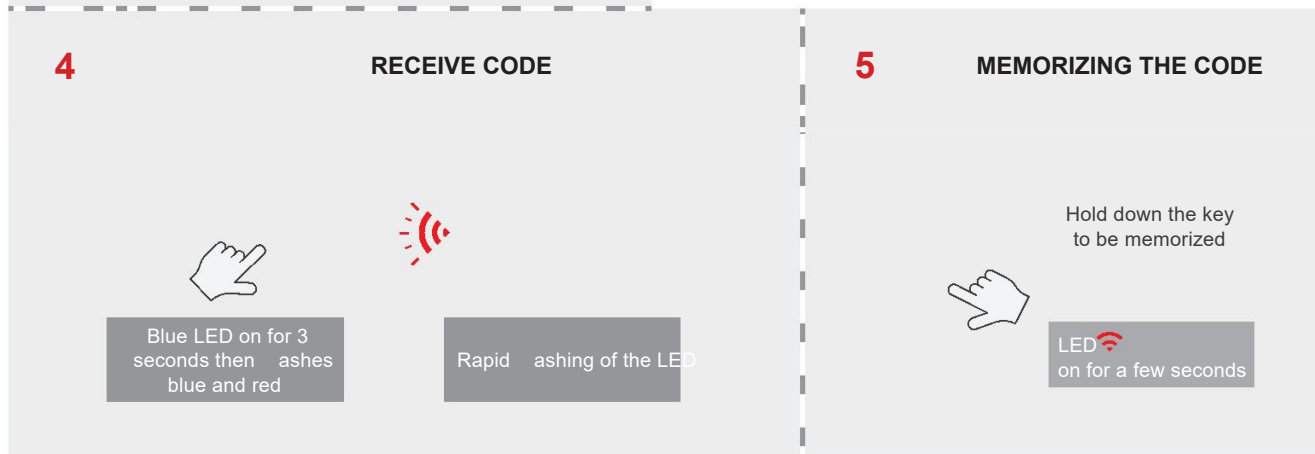 4
RECEIVE CODE
Blue LED on for 3
seconds then ashes
blue and red
Rapid ashing of the LED
5
MEMORIZING THE CODE
Hold down the key
to be memorized
LED
on for a few seconds